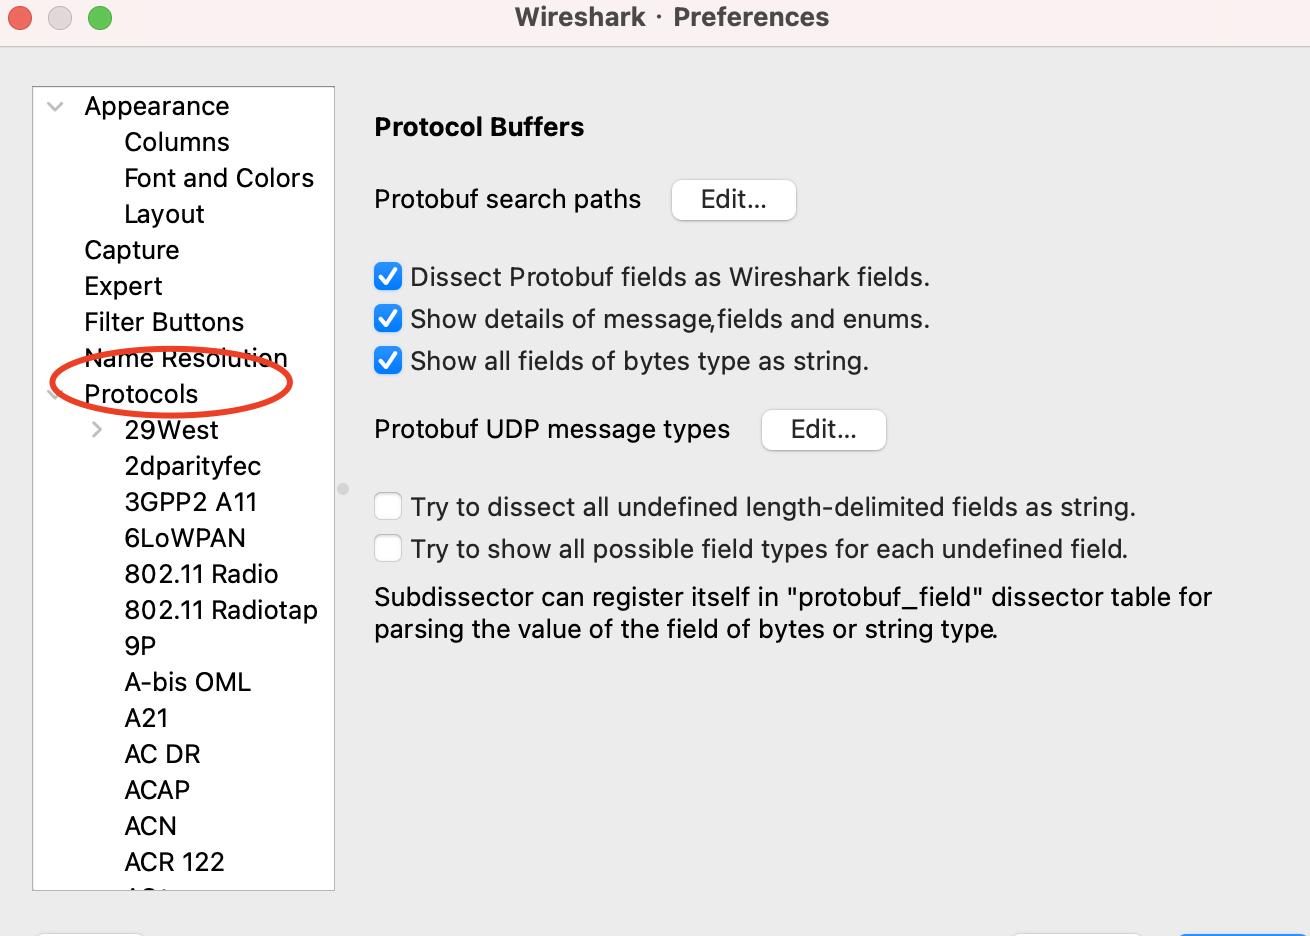 Wireshark · Preferences
Appearance
Columns
Font and Colors
Layout
Capture
Expert
Filter Buttons
Name Resolution
Protocols
29West
2dparityfec
3GPP2 A11
6LoWPAN
802.11 Radio
802.11 Radiotap
9P
A-bis OML
A21
AC DR
ACAP
ACN
ACR 122
Protocol Buffers
Protobuf search paths Edit...
Dissect Protobuf fields as Wireshark fields.
Show details of message,fields and enums.
Show all fields of bytes type as string.
Protobuf UDP message types Edit...
Try to dissect all undefined length-delimited fields as string.
Try to show all possible field types for each undefined field.
Subdissector can register itself in "protobuf_field" dissector table for
parsing the value of the field of bytes or string type.